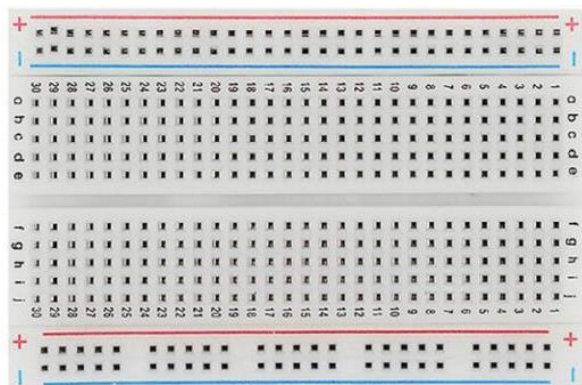 + +
- -
30 29 28 27 26 25 24 23 22 21 20 19 18 17 16 15 14 13 12 11 10 9 8 7 6 5 4 3 2 1
a a
b b
c c
d d
e e
f f
g g
h h
i i
j j
30 29 28 27 26 25 24 23 22 21 20 19 18 17 16 15 14 13 12 11 10 9 8 7 6 5 4 3 2 1
+ +
- -